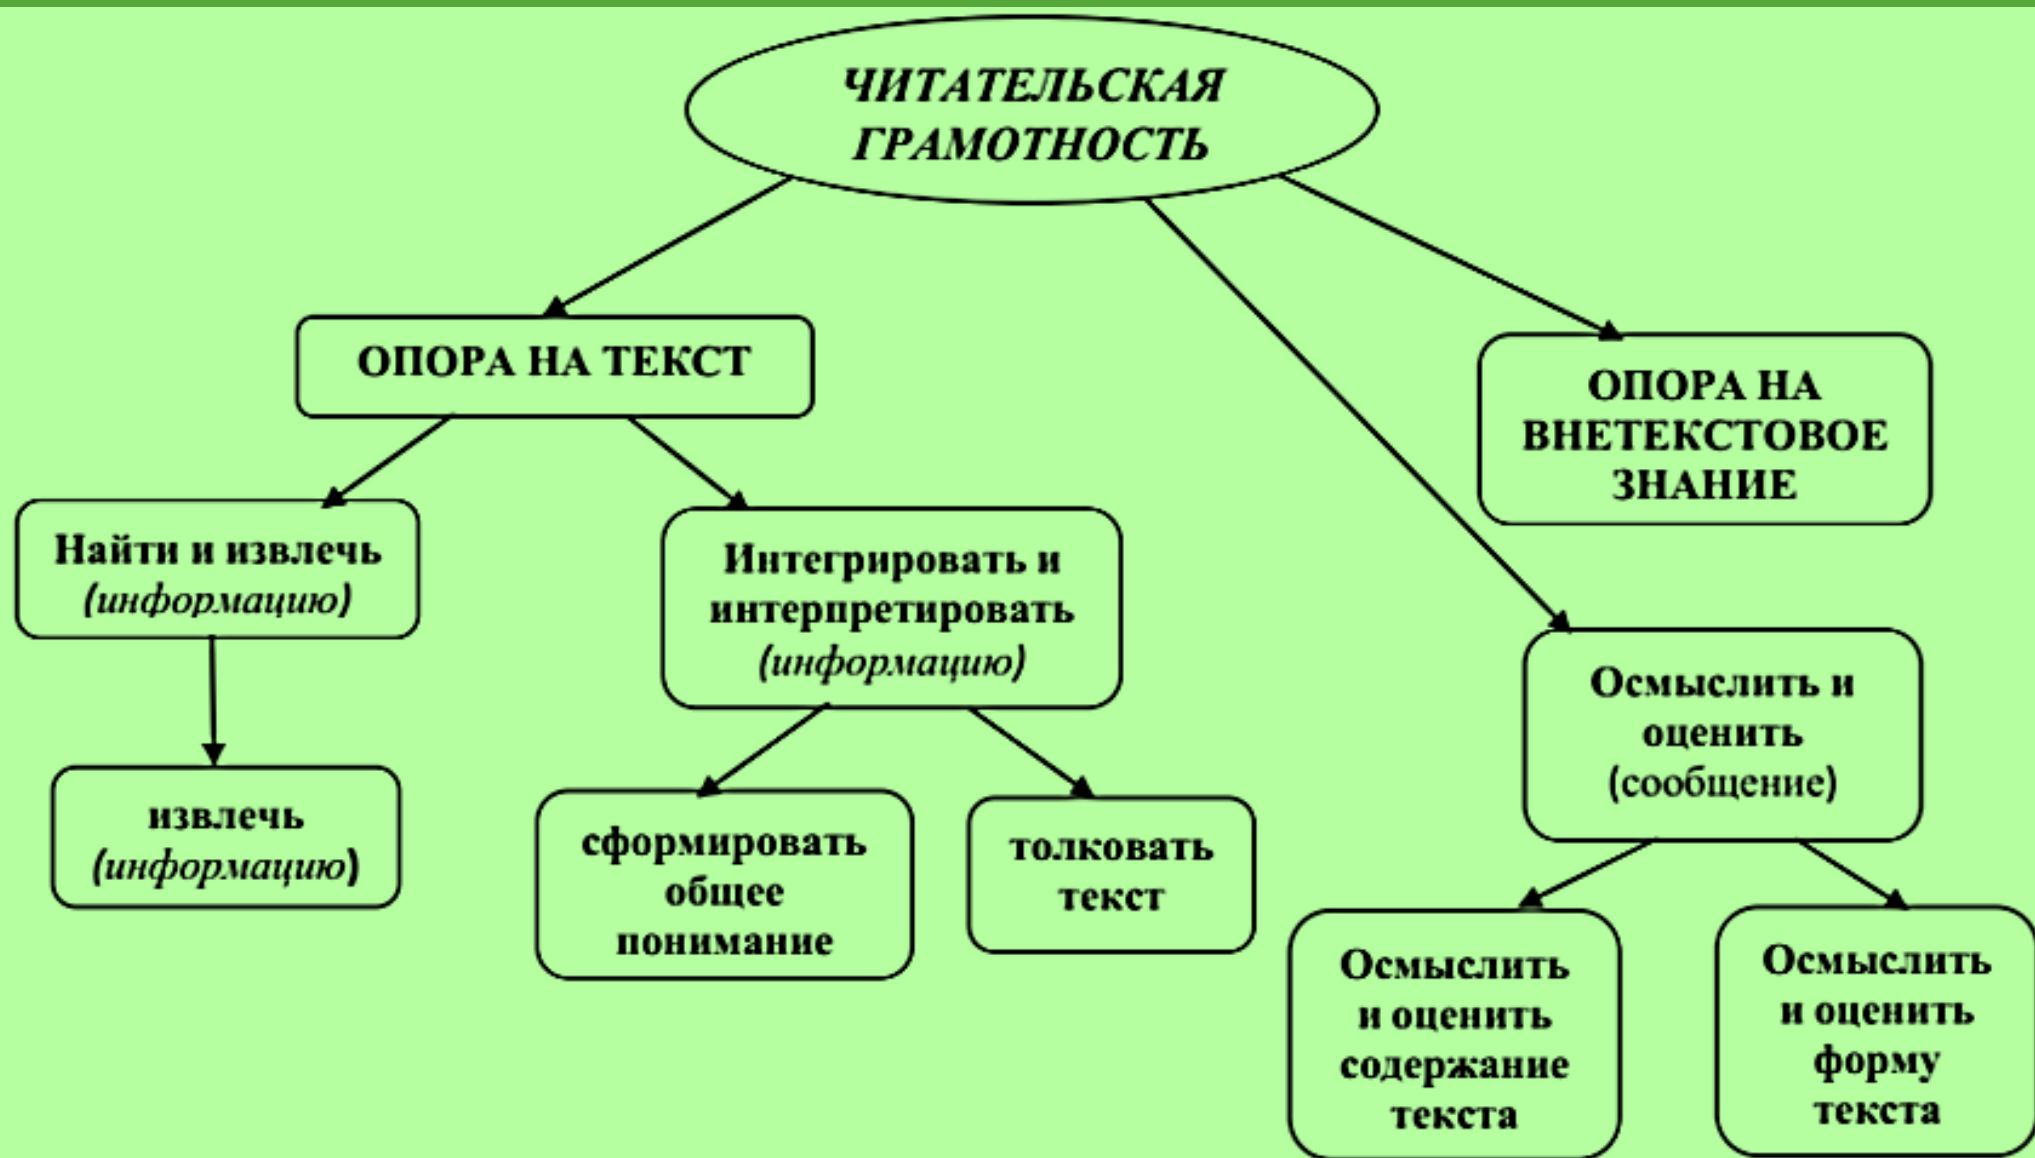 ЧИТАТЕЛЬСКАЯ
ГРАМОТНОСТЬ
ОПОРА НА ТЕКСТ
ОПОРА НА
ВНЕТЕКСТОВОЕ
ЗНАНИЕ
Найти и извлечь
(информацию)
Интегрировать и
интерпретировать
(информацию)
Осмыслить и
оценить
(сообщение)
извлечь
(информацию)
сформировать
общее
понимание
толковать
текст
Осмыслить
и оценить
содержание
текста
Осмыслить
и оценить
форму
текста